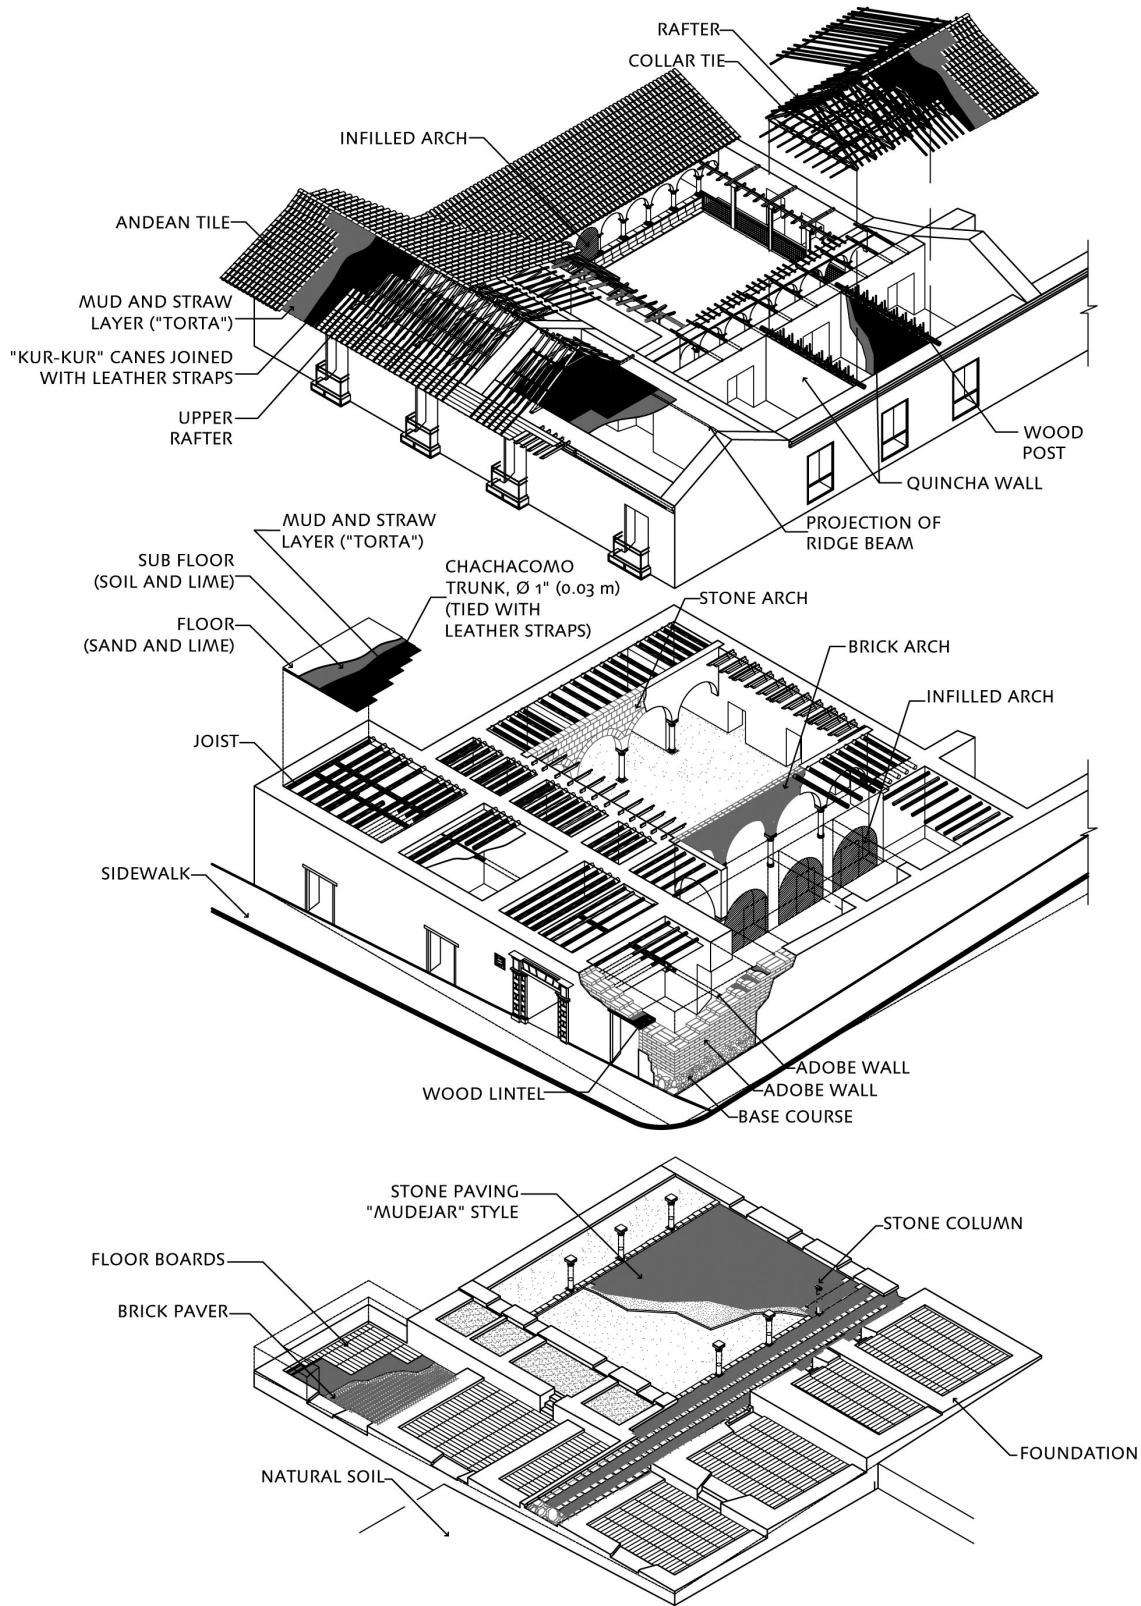 RAFTER
COLLAR TIE
INFILLED ARCH
ANDEAN TILE
MUD AND STRAW
LAYER ("TORTA")
"KUR-KUR" CANES JOINED
WITH LEATHER STRAPS
UPPER
RAFTER
WOOD
POST
QUINCHA WALL
PROJECTION OF
RIDGE BEAM
MUD AND STRAW
LAYER ("TORTA")
SUB FLOOR
(SOIL AND LIME)
CHACHACOMO
TRUNK, Ø 1" (0.03 m)
(TIED WITH
LEATHER STRAPS)
FLOOR
(SAND AND LIME)
STONE ARCH
BRICK ARCH
INFILLED ARCH
JOIST
SIDEWALK
ADOBE WALL
ADOBE WALL
WOOD LINTEL
BASE COURSE
STONE PAVING
"MUDEJAR" STYLE
STONE COLUMN
FLOOR BOARDS
BRICK PAVER
FOUNDATION
NATURAL SOIL